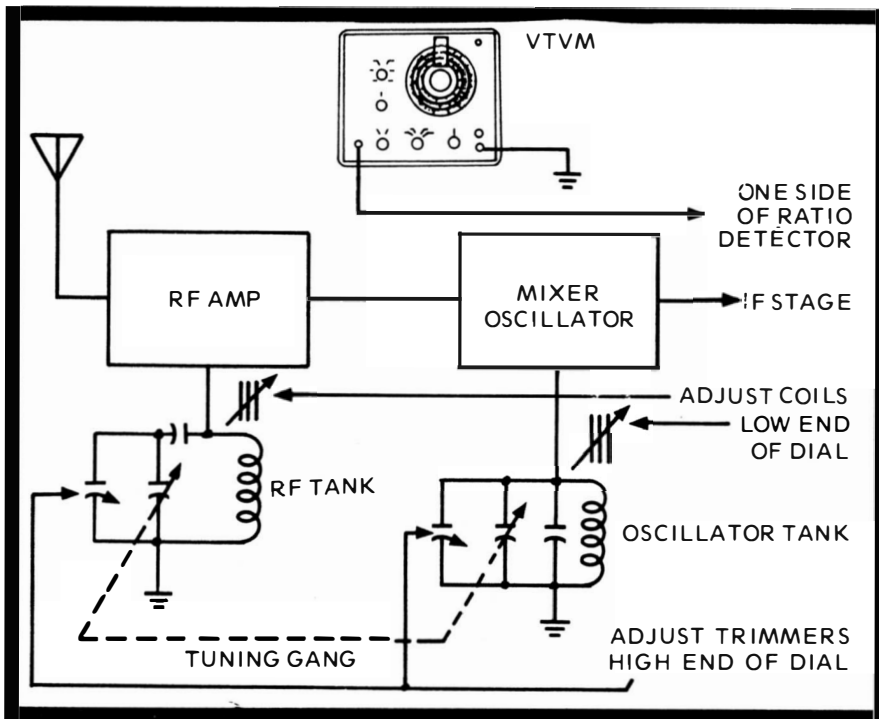 VTVM
ONE SIDE
OF RATIO
DETECTOR
RF AMP
MIXER
OSCILLATOR
IF STAGE
ADJUST COILS
LOW END
OF DIAL
RF TANK
OSCILLATOR TANK
TUNING GANG
ADJUST TRIMMERS
HIGH END OF DIAL